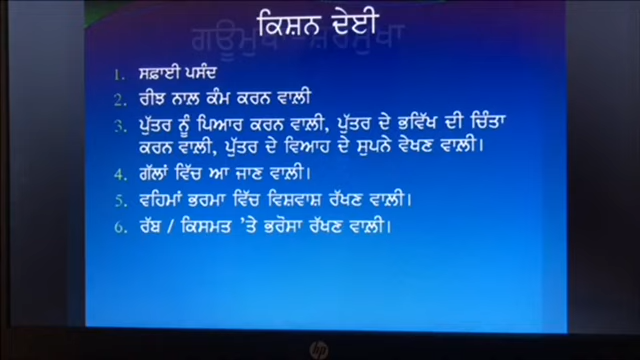 ਕਿਸ਼ਨ ਦੇਈ
1. ਸਫ਼ਾਈ ਪਸੰਦ
2. ਰੀਝ ਨਾਲ਼ ਕੰਮ ਕਰਨ ਵਾਲ਼ੀ
3. ਪੁੱਤਰ ਨੂੰ ਪਿਆਰ ਕਰਨ ਵਾਲ਼ੀ, ਪੁੱਤਰ ਦੇ ਭਵਿੱਖ ਦੀ ਚਿੰਤਾ
ਕਰਨ ਵਾਲ਼ੀ, ਪੁੱਤਰ ਦੇ ਵਿਆਹ ਦੇ ਸੁਪਨੇ ਵੇਖਣ ਵਾਲ਼ੀ।
4. ਗੱਲਾਂ ਵਿੱਚ ਆ ਜਾਣ ਵਾਲ਼ੀ।
5. ਵਹਿਮਾਂ ਭਰਮਾ ਵਿੱਚ ਵਿਸ਼ਵਾਸ਼ ਰੱਖਣ ਵਾਲ਼ੀ।
6. ਰੱਬ / ਕਿਸਮਤ ’ਤੇ ਭਰੋਸਾ ਰੱਖਣ ਵਾਲ਼ੀ।
hp